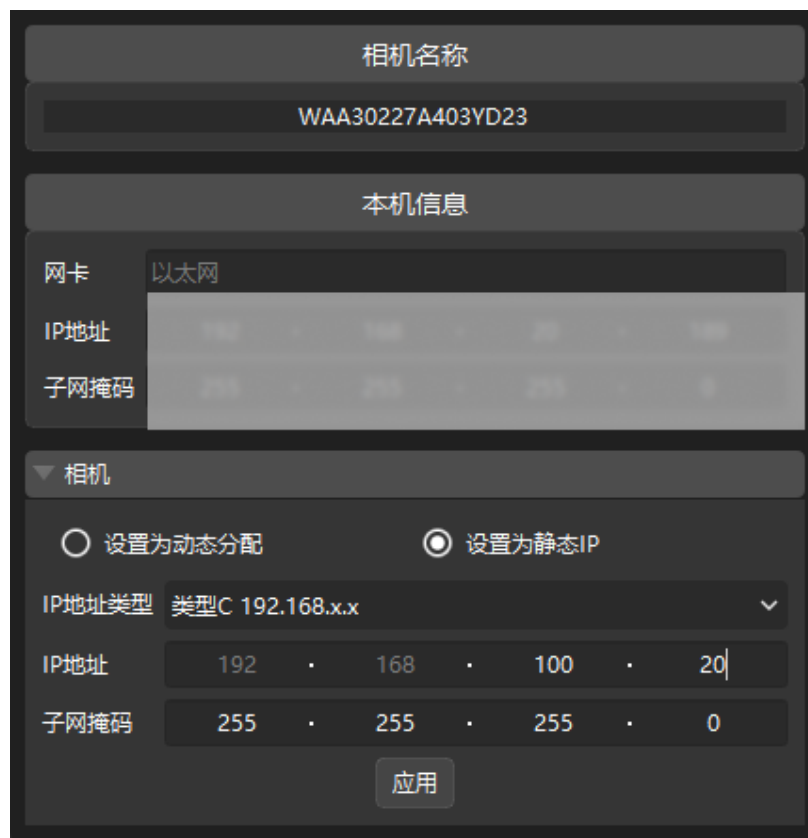 相机名称
WAA30227A403YD23
本机信息
网卡 以太网
IP地址
子网掩码
相机
设置为动态分配 设置为静态IP
IP地址类型 类型C 192.168.x.x
IP地址 192 . 168 . 100 . 20
子网掩码 255 . 255 . 255 . 0
应用